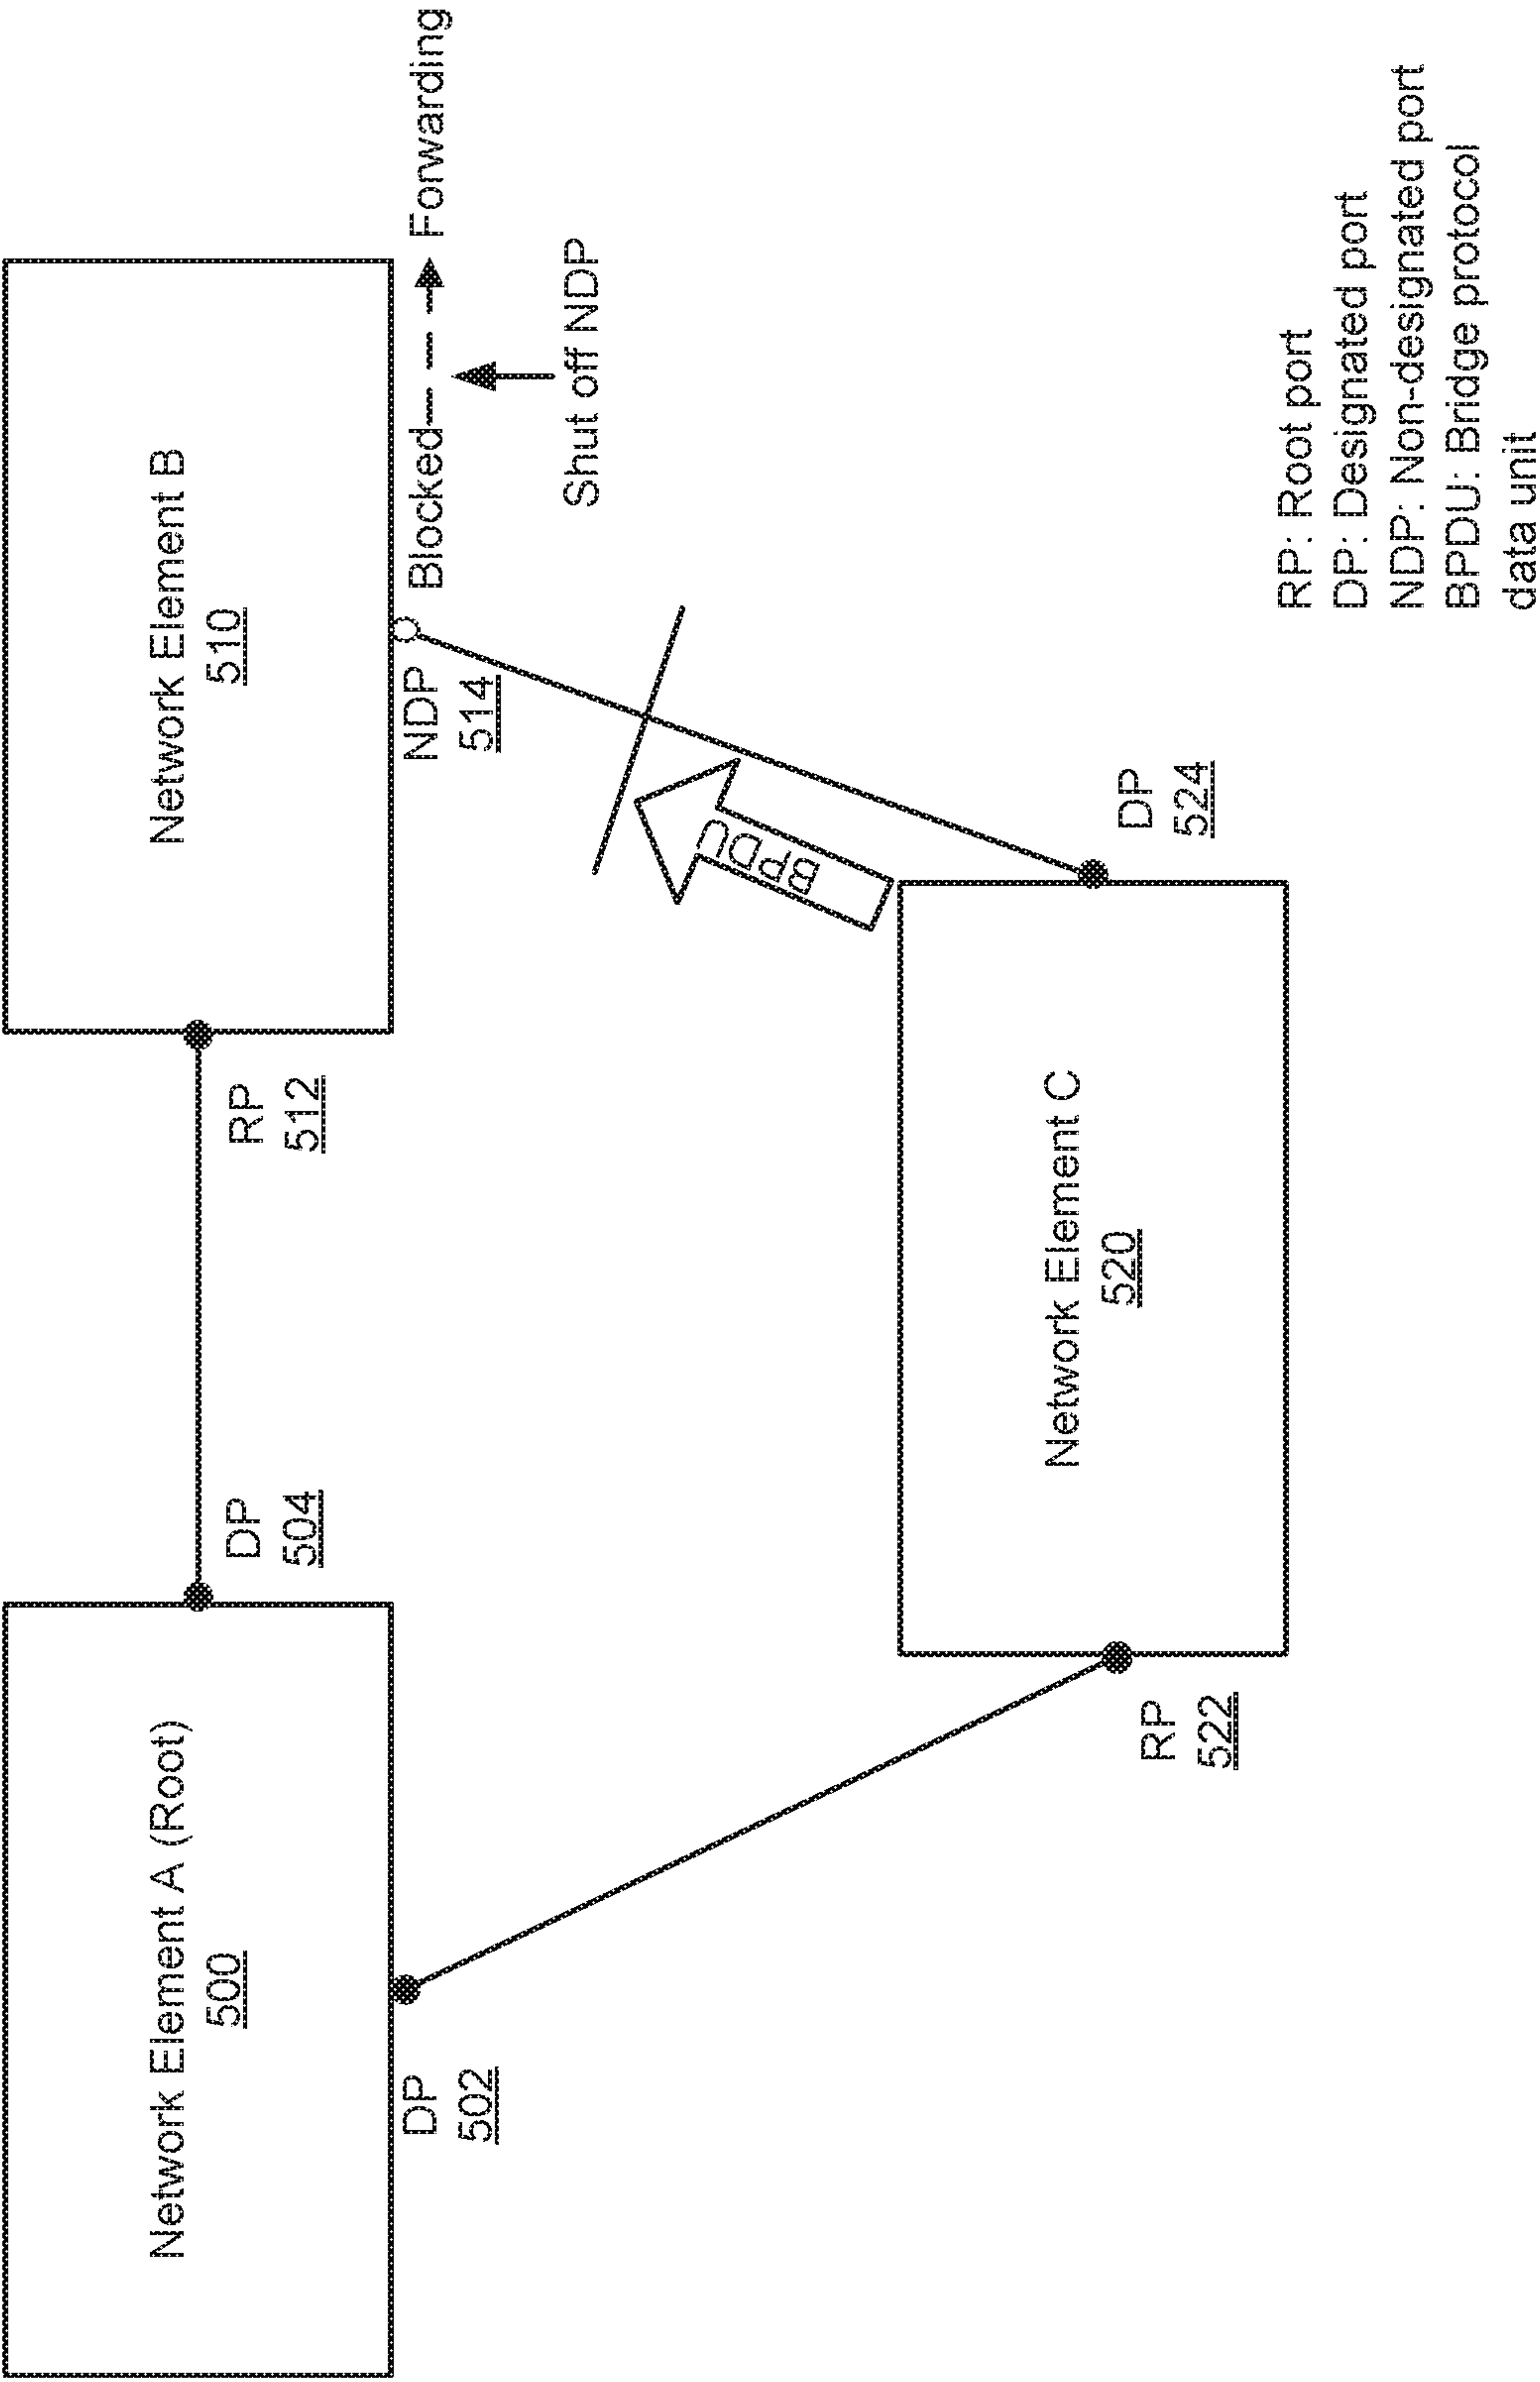 Network Element A (Root)
500
DP
504
DP
502
RP
512
Network Element B
510
NDP
514
Blocked
Forwarding
Shut off NDP
BPDU
RP
522
Network Element C
520
DP
524
RP: Root port
DP: Designated port
NDP: Non-designated port
BPDU: Bridge protocol
data unit